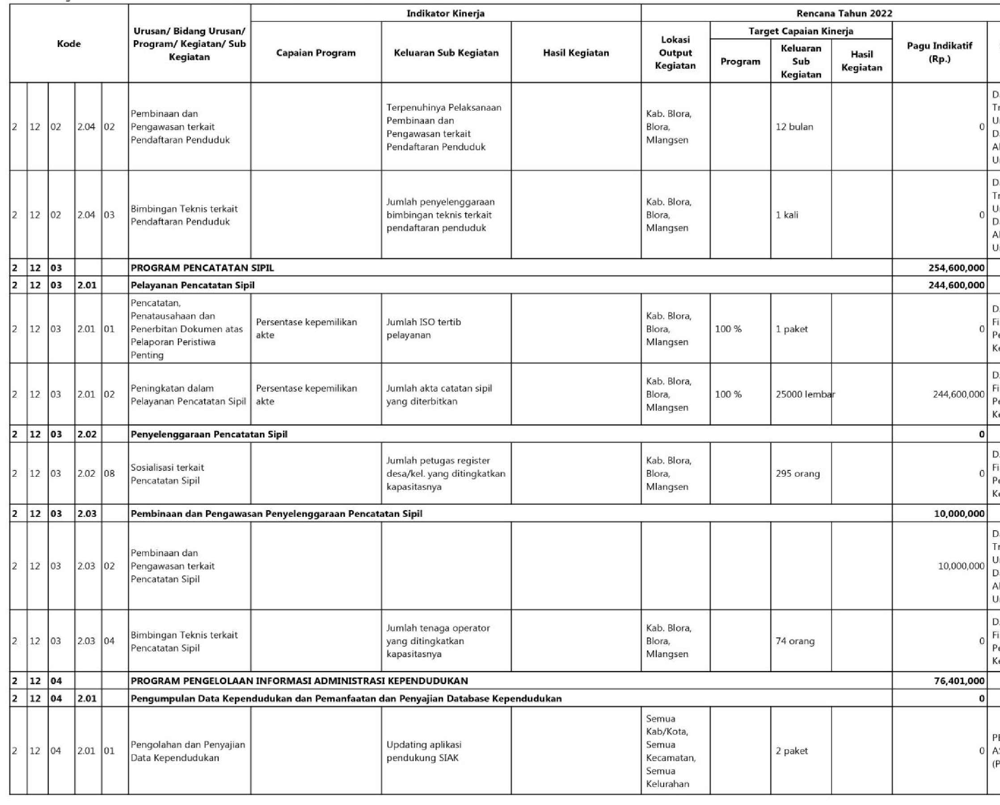 Indikator Kinerja
Rencana Tahun 2022
Kode
Urusan/ Bidang Urusan/
Program/ Kegiatan/ Sub
Kegiatan
Capaian Program
Keluaran Sub Kegiatan
Hasil Kegiatan
Lokasi
Output
Kegiatan
Target Capaian Kinerja
Program
Keluaran
Sub
Kegiatan
Hasil
Kegiatan
Pagu Indikatif
(Rp.)
2 12 02 2.04 02
Pembinaan dan
Pengawasan terkait
Pendaftaran Penduduk
Terpenuhinya Pelaksanaan
Pembinaan dan
Pengawasan terkait
Pendaftaran Penduduk
Kab. Blora,
Blora,
Mlangsen
12 bulan
0
2 12 02 2.04 03
Bimbingan Teknis terkait
Pendaftaran Penduduk
Jumlah penyelenggaraan
bimbingan teknis terkait
pendaftaran penduduk
Kab. Blora,
Blora,
Mlangsen
1 kali
0
2 12 03 PROGRAM PENCATATAN SIPIL 254,600,000
2 12 03 2.01 Pelayanan Pencatatan Sipil 244,600,000
2 12 03 2.01 01
Pencatatan,
Penatausahaan dan
Penerbitan Dokumen atas
Pelaporan Peristiwa
Penting
Persentase kepemilikan
akte
Jumlah ISO tertib
pelayanan
Kab. Blora,
Blora,
Mlangsen
100 %
1 paket
0
2 12 03 2.01 02
Peningkatan dalam
Pelayanan Pencatatan Sipil
Persentase kepemilikan
akte
Jumlah akta catatan sipil
yang diterbitkan
Kab. Blora,
Blora,
Mlangsen
100 %
25000 lembar
244,600,000
2 12 03 2.02 Penyelenggaraan Pencatatan Sipil 0
2 12 03 2.02 08
Sosialisasi terkait
Pencatatan Sipil
Jumlah petugas register
desa/kel. yang ditingkatkan
kapasitasnya
Kab. Blora,
Blora,
Mlangsen
295 orang
0
2 12 03 2.03 Pembinaan dan Pengawasan Penyelenggaraan Pencatatan Sipil 10,000,000
2 12 03 2.03 02
Pembinaan dan
Pengawasan terkait
Pencatatan Sipil
10,000,000
2 12 03 2.03 04
Bimbingan Teknis terkait
Pencatatan Sipil
Jumlah tenaga operator
yang ditingkatkan
kapasitasnya
Kab. Blora,
Blora,
Mlangsen
74 orang
0
2 12 04 PROGRAM PENGELOLAAN INFORMASI ADMINISTRASI KEPENDUDUKAN 76,401,000
2 12 04 2.01 Pengumpulan Data Kependudukan dan Pemanfaatan dan Penyajian Database Kependudukan 0
2 12 04 2.01 01
Pengolahan dan Penyajian
Data Kependudukan
Updating aplikasi
pendukung SIAK
Semua
Kab/Kota,
Semua
Kecamatan,
Semua
Kelurahan
2 paket
0